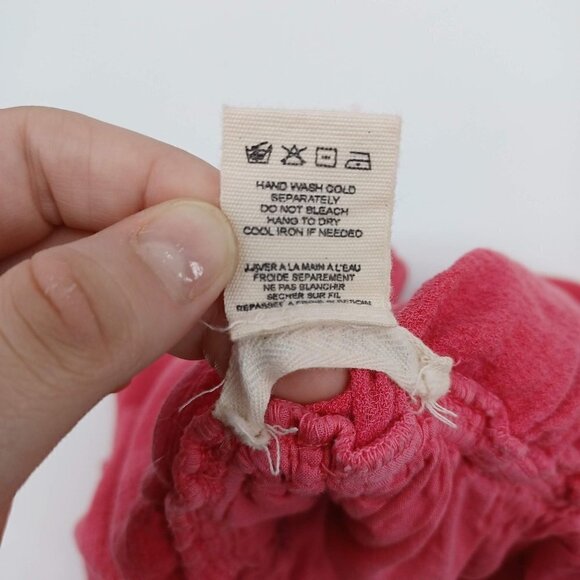 HAND WASH COLD
SEPARATELY
DO NOT BLEACH
HANG TO DRY
COOL IRON IF NEEDED
LAVER A LA MAIN A L'EAU
FROIDE SEPAREMENT
NE PAS BLANCHIR
SECHER SUR FIL
REPASSER A